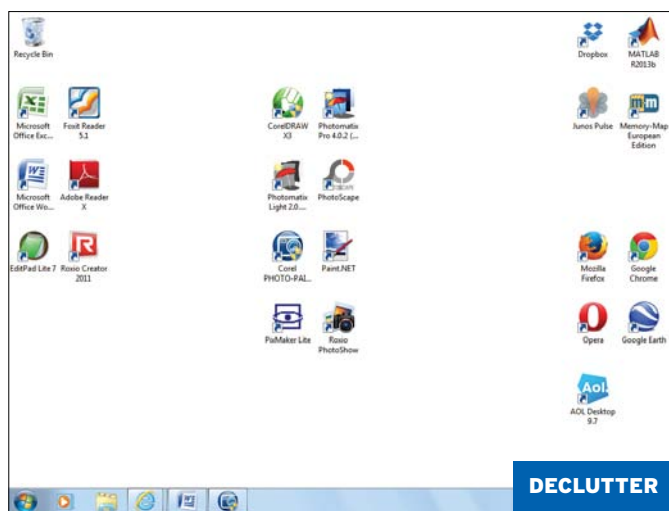 Recycle Bin
Dropbox
MATLAB
R2013b
Microsoft
Office Exc...
Foxit Reader
5.1
CorelDRAW
X3
Photomatix
Pro 4.0.2 (...
Junos Pulse
Memory-Map
European
Edition
Microsoft
Office Wo...
Adobe Reader
X
Photomatix
Light 2.0....
PhotoScape
EditPad Lite 7
Roxio Creator
2011
Corel
PHOTO-PAI...
Paint.NET
Mozilla
Firefox
Google
Chrome
PixMaker Lite
Roxio
PhotoShow
Opera
Google Earth
Aol.
AOL Desktop
9.7
DECLUTTER